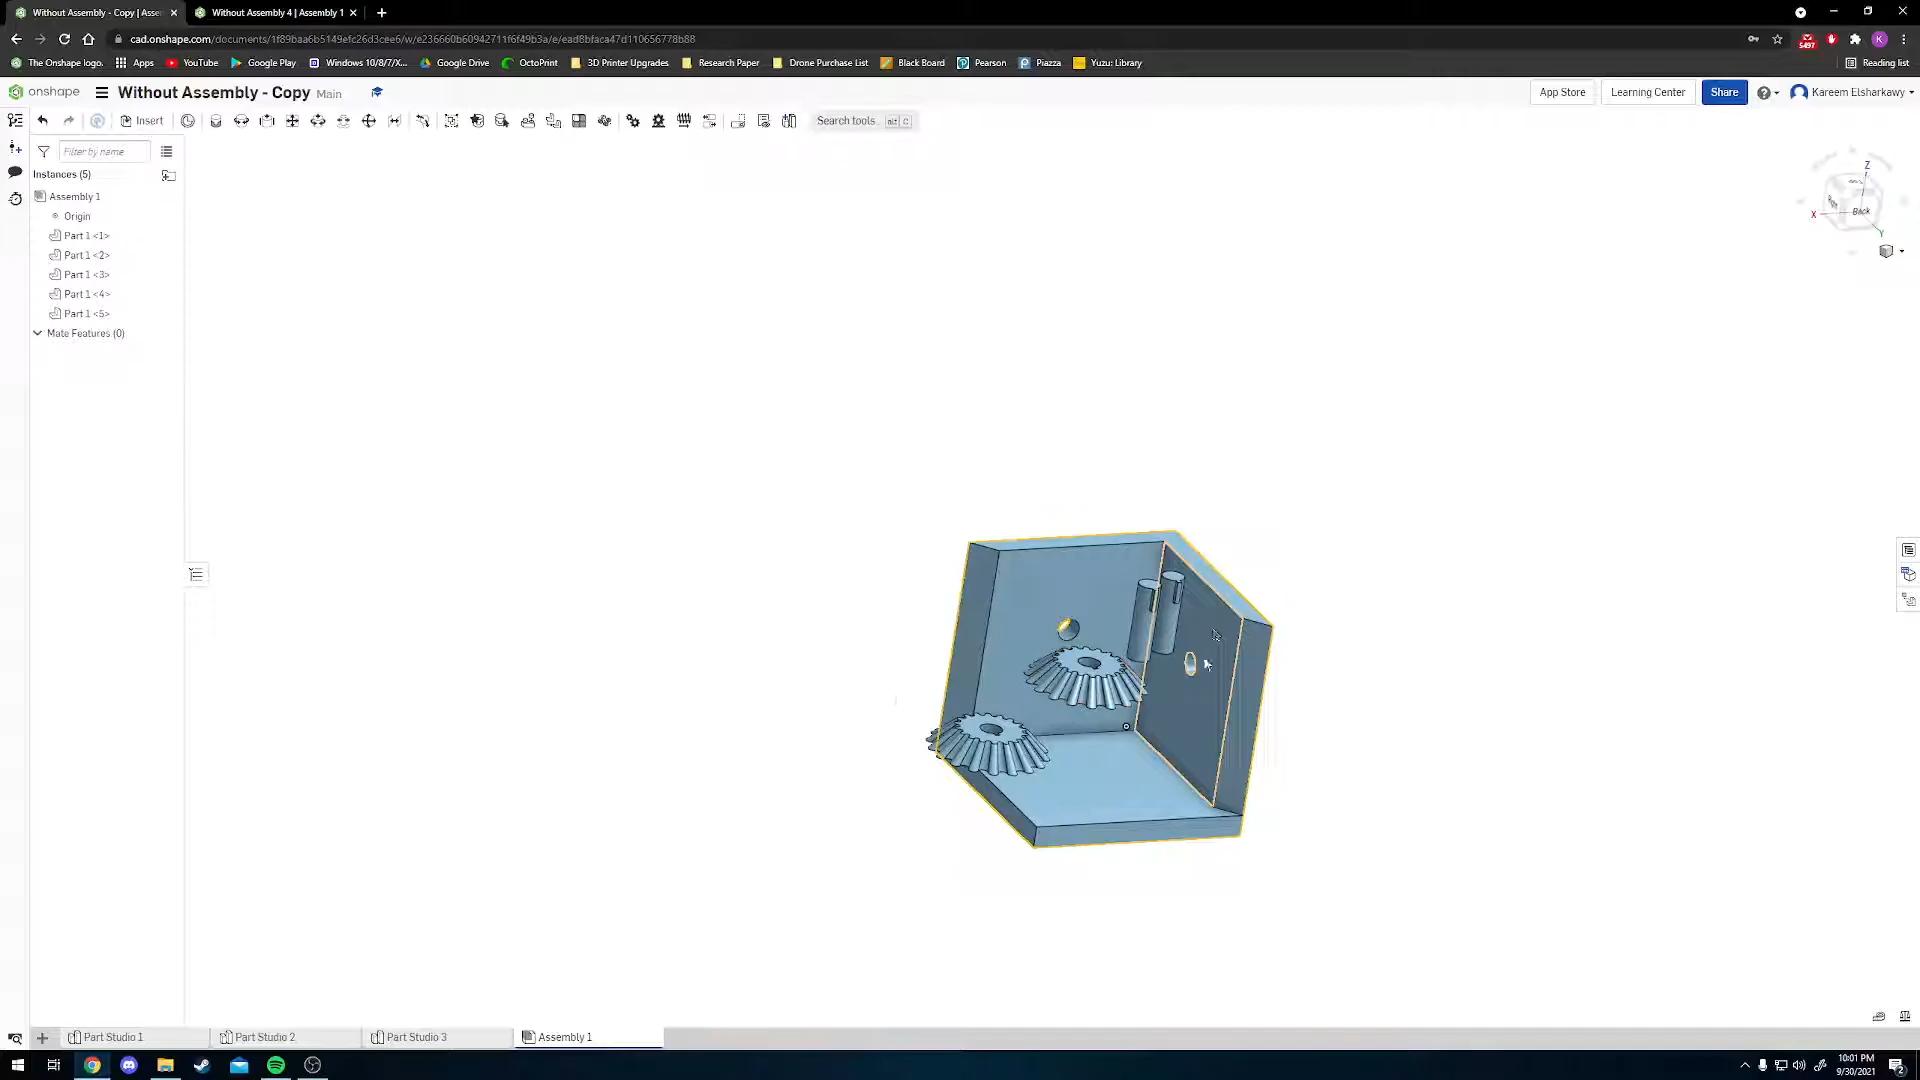 Without Assembly - Copy | Asse
Without Assembly 4 | Assembly 1
cad.onshape.com/documents/1f89baa6b5149efc26d3cee6/w/e236660b60942711f6f49b3a/e/ead8bfaca47d110656778b88
5497
K
The Onshape logo.
Apps
YouTube
Google Play
Windows 10/8/7/X...
Google Drive
OctoPrint
3D Printer Upgrades
Research Paper
Drone Purchase List
Black Board
Pearson
Piazza
Yuzu: Library
Reading list
onshape
Without Assembly - Copy Main
App Store
Learning Center
Share
Kareem Elsharkawy
Insert
Search tools... alt C
Filter by name
Instances (5)
Assembly 1
Origin
Part 1 <1>
Part 1 <2>
Part 1 <3>
Part 1 <4>
Part 1 <5>
Mate Features (0)
Z
Right
Back
X
Y
Part Studio 1
Part Studio 2
Part Studio 3
Assembly 1
10:01 PM
9/30/2021
2